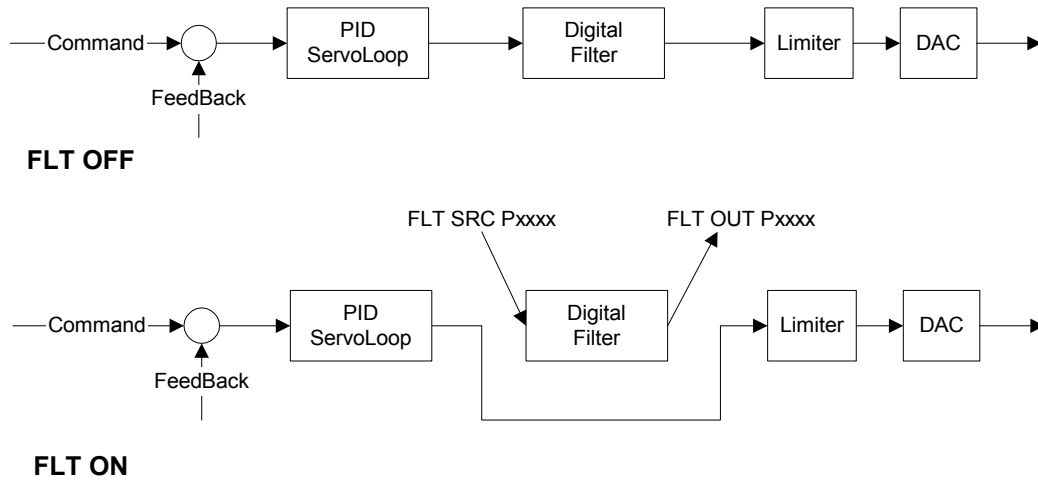 Command
PID
ServoLoop
Digital
Filter
Limiter
DAC
FeedBack
FLT OFF
FLT SRC Pxxxx
FLT OUT Pxxxx
Command
PID
ServoLoop
Digital
Filter
Limiter
DAC
FeedBack
FLT ON